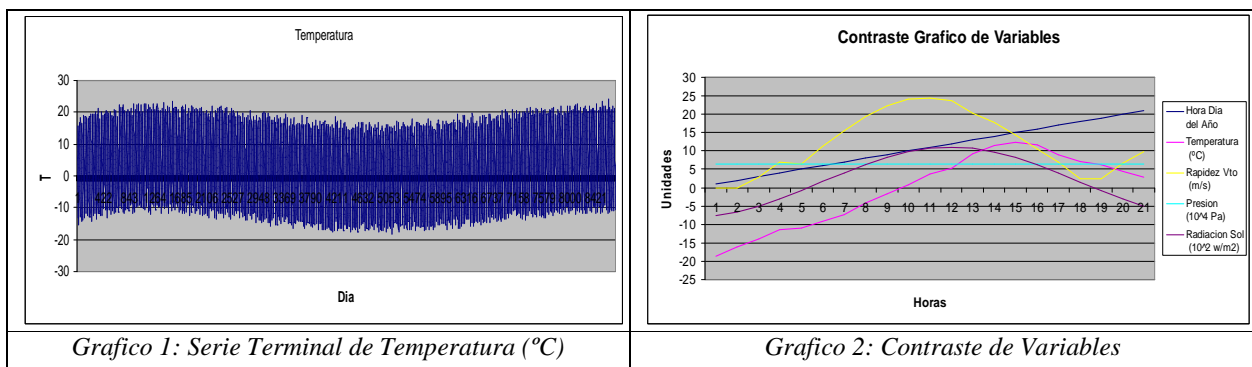 Temperatura
30
20
10
0
-10
-20
-30
T
Dia
Contraste Grafico de Variables
30
25
20
15
10
5
0
-5
-10
-15
-20
-25
Unidades
1 2 3 4 5 6 7 8 9 10 11 12 13 14 15 16 17 18 19 20 21
Horas
Hora Dia
del Año
Temperatura
(ºC)
Rapidez Vto
(m/s)
Presion
(10^4 Pa)
Radiacion Sol
(10^2 w/m2)
Grafico 1: Serie Terminal de Temperatura (ºC)
Grafico 2: Contraste de Variables